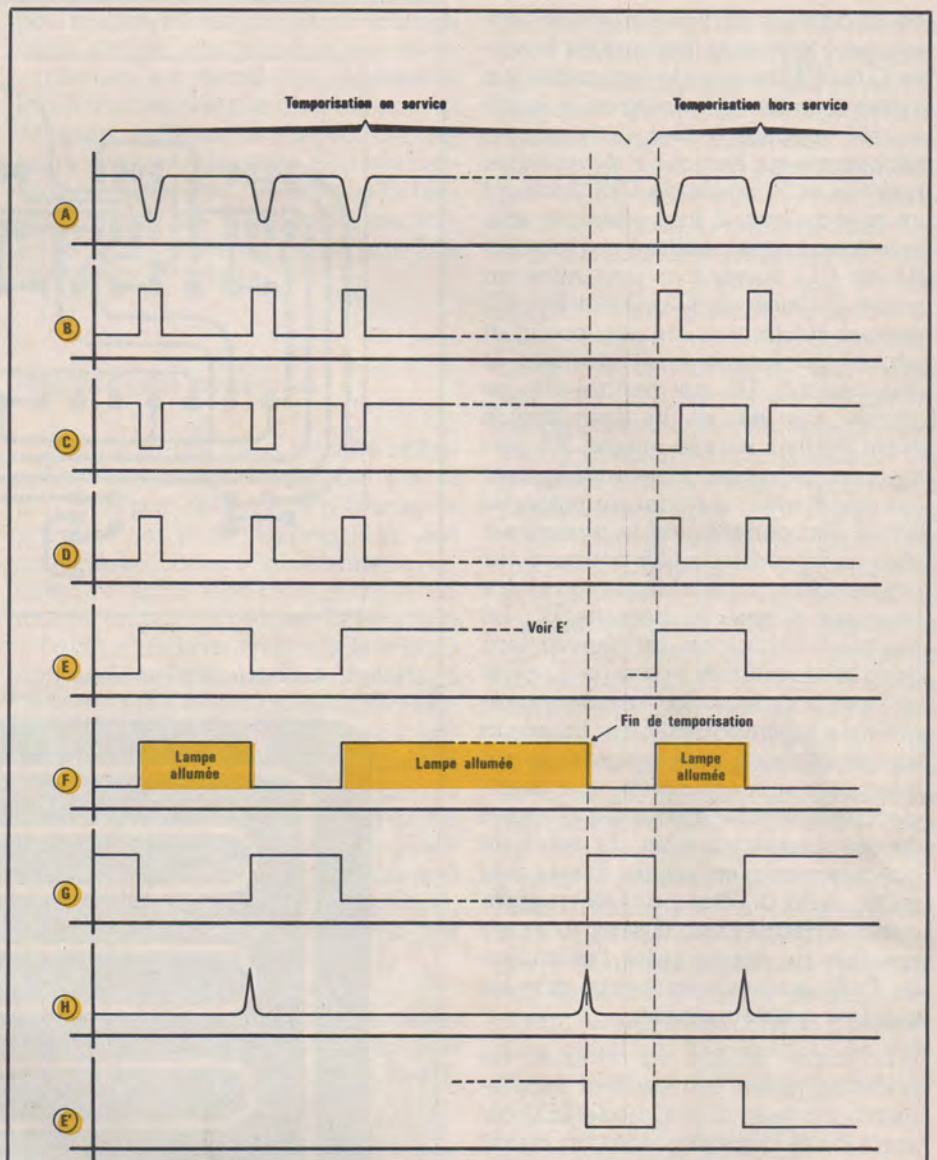 Temporisation en service
Temporisation hors service
A
B
C
D
E
Voir E'
Fin de temporisation
F
Lampe
allumée
Lampe allumée
Lampe
allumée
G
H
E'